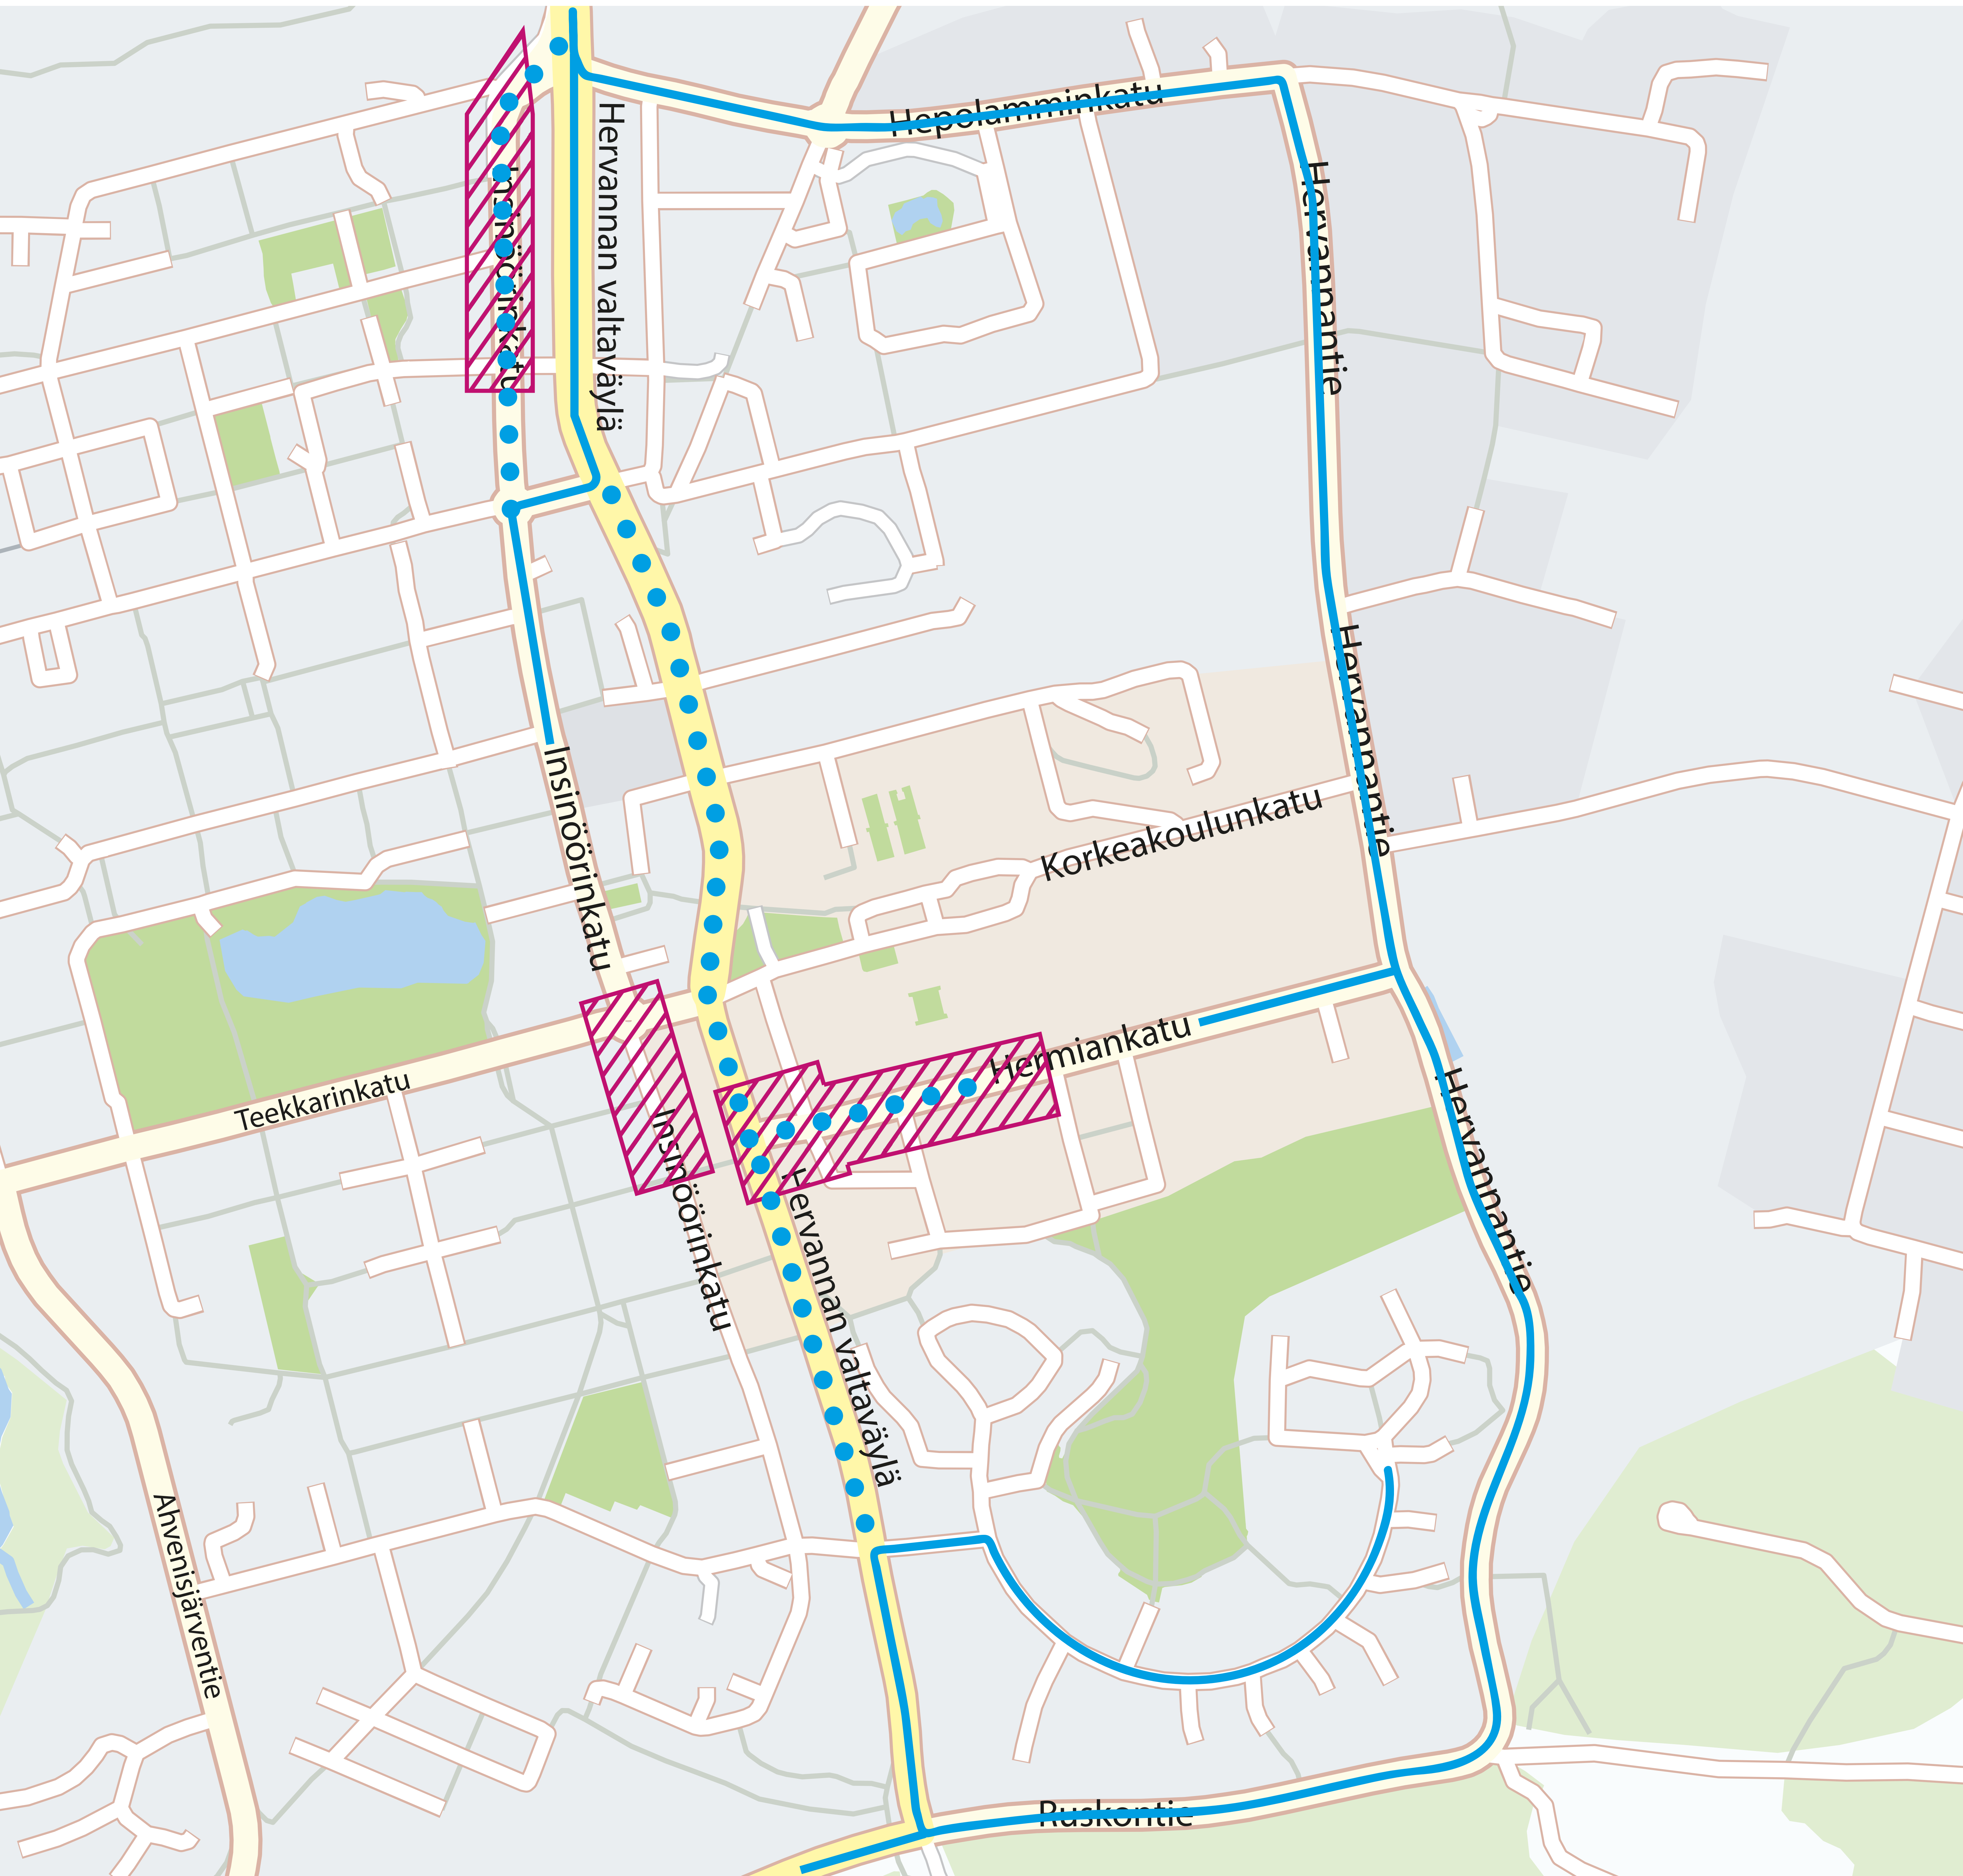 Hepolamminkatu
Hervannan valtaväylä
Insinöörinkatu
Hervannantie
Hervannantie
Insinöörinkatu
Korkeakoulunkatu
Hermiankatu
Teekkarinkatu
Insinöörinkatu
Hervannantie
Hervannan valtaväylä
Ahvenisjärventie
Ruskontie